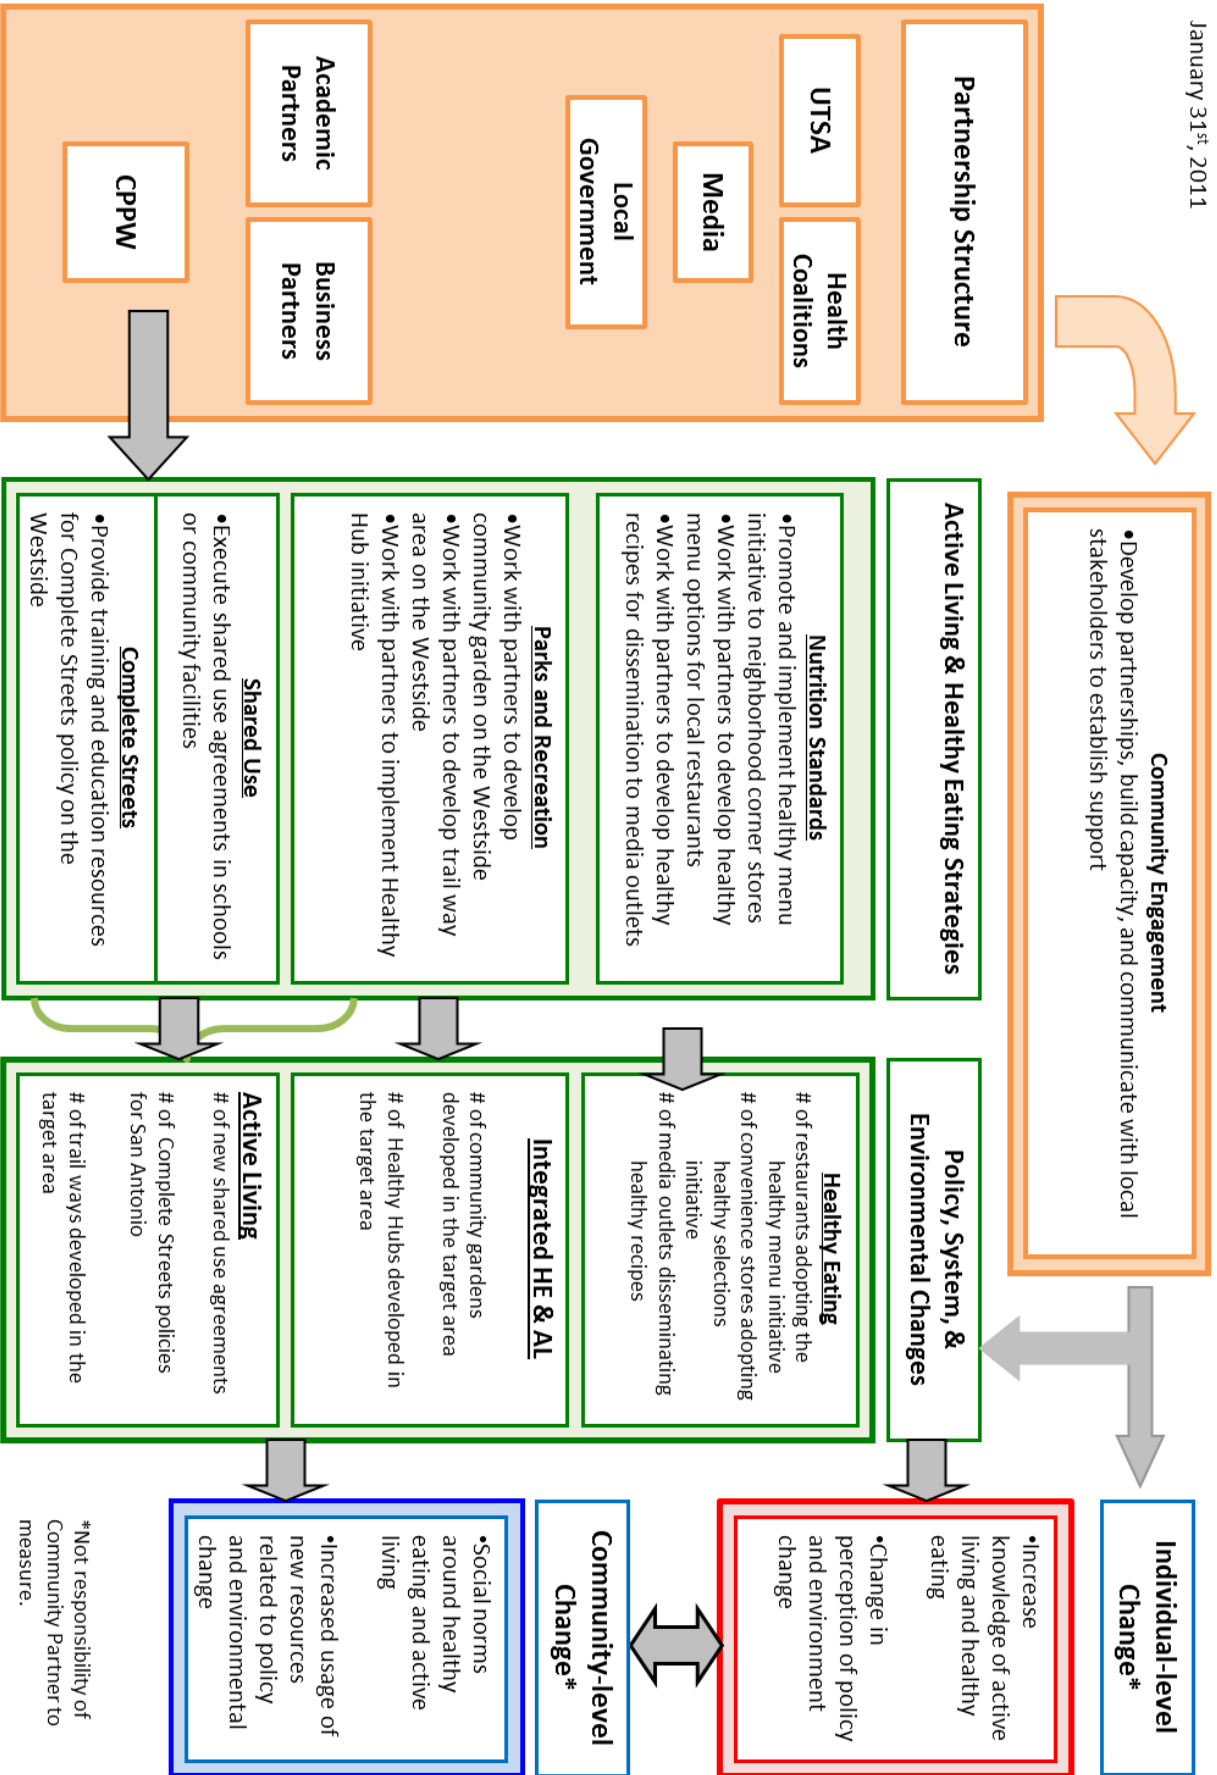 January 31st, 2011
Partnership Structure
UTSA
Health
Coalitions
Media
Local
Government
Academic
Partners
Business
Partners
CPPW
Community Engagement
•Develop partnerships, build capacity, and communicate with local
stakeholders to establish support
Active Living & Healthy Eating Strategies
Nutrition Standards
•Promote and implement healthy menu
initiative to neighborhood corner stores
•Work with partners to develop healthy
menu options for local restaurants
•Work with partners to develop healthy
recipes for dissemination to media outlets
Parks and Recreation
•Work with partners to develop
community garden on the Westside
•Work with partners to develop trail way
area on the Westside
•Work with partners to implement Healthy
Hub initiative
Shared Use
•Execute shared use agreements in schools
or community facilities
Complete Streets
•Provide training and education resources
for Complete Streets policy on the
Westside
Policy, System, &
Environmental Changes
Healthy Eating
# of restaurants adopting the
healthy menu initiative
# of convenience stores adopting
healthy selections
initiative
# of media outlets disseminating
healthy recipes
Integrated HE & AL
# of community gardens
developed in the target area
# of Healthy Hubs developed in
the target area
Active Living
# of new shared use agreements
# of Complete Streets policies
for San Antonio
# of trail ways developed in the
target area
Individual-level
Change*
•Increase
knowledge of active
living and healthy
eating
•Change in
perception of policy
and environment
change
Community-level
Change*
•Social norms
around healthy
eating and active
living
•Increased usage of
new resources
related to policy
and environmental
change
*Not responsibility of
Community Partner to
measure.